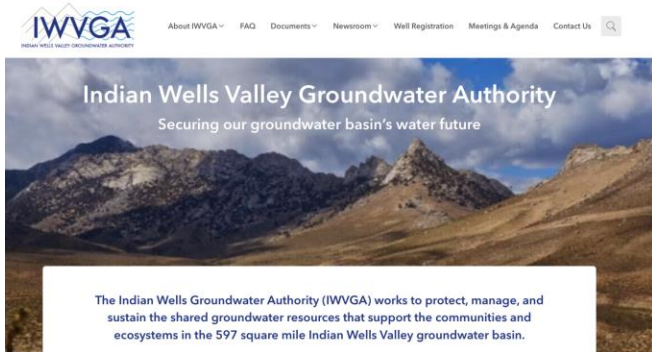 IWVGA
INDIAN WELLS VALLEY GROUNDWATER AUTHORITY
About IWVGA FAQ Documents Newsroom Well Registration Meetings & Agenda Contact Us
Indian Wells Valley Groundwater Authority
Securing our groundwater basin's water future
The Indian Wells Groundwater Authority (IWVGA) works to protect, manage, and
sustain the shared groundwater resources that support the communities and
ecosystems in the 597 square mile Indian Wells Valley groundwater basin.